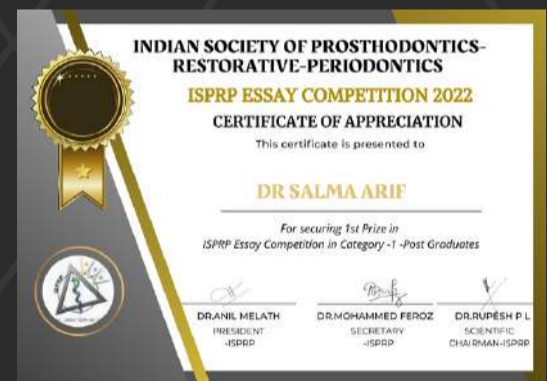 INDIAN SOCIETY OF PROSTHODONTICS-
RESTORATIVE-PERIODONTICS
ISPRP ESSAY COMPETITION 2022
CERTIFICATE OF APPRECIATION
This certificate is presented to
DR SALMA ARIF
For securing 1st Prize in
ISPRP Essay Competition in Category -1 -Post Graduates
DR.ANIL MELATH
PRESIDENT
-ISPRP
DR.MOHAMMED FEROZ
SECRETARY
-ISPRP
DR.RUPESH P L
SCIENTIFIC
CHAIRMAN-ISPRP